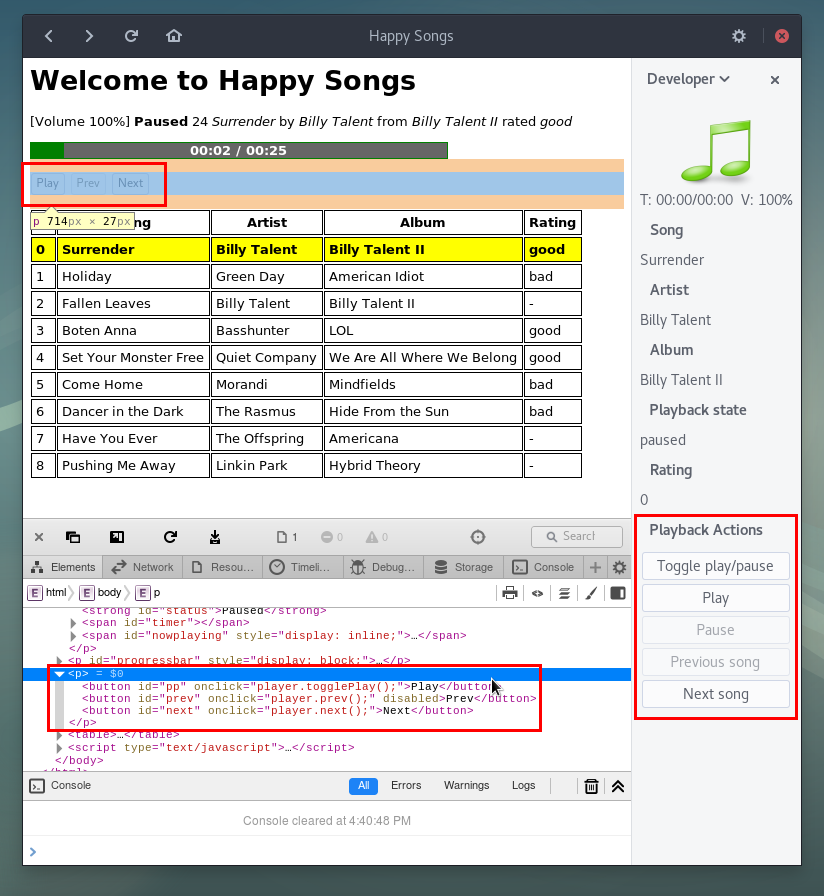 Happy Songs
Welcome to Happy Songs
[Volume 100%] Paused 24 Surrender by Billy Talent from Billy Talent II rated good
00:02 / 00:25
Play Prev Next
p 714px × 27px
ng Artist Album Rating
0 Surrender Billy Talent Billy Talent II good
1 Holiday Green Day American Idiot bad
2 Fallen Leaves Billy Talent Billy Talent II -
3 Boten Anna Basshunter LOL good
4 Set Your Monster Free Quiet Company We Are All Where We Belong good
5 Come Home Morandi Mindfields bad
6 Dancer in the Dark The Rasmus Hide From the Sun bad
7 Have You Ever The Offspring Americana -
8 Pushing Me Away Linkin Park Hybrid Theory -
1 0 0 Search
Elements Network Resou... Timeli... Debug... Storage Console
E html E body E p
<strong id="status">Paused</strong>
<span id="timer"></span>
<span id="nowplaying" style="display: inline;">…</span>
</p>
<p id="progressbar" style="display: block;">…</p>
<p> = $0
<button id="pp" onclick="player.togglePlay();">Play</button>
<button id="prev" onclick="player.prev();" disabled>Prev</button>
<button id="next" onclick="player.next();">Next</button>
</p>
<table>…</table>
<script type="text/javascript">…</script>
</body>
</html>
Console All Errors Warnings Logs
Console cleared at 4:40:48 PM
Developer
T: 00:00/00:00 V: 100%
Song
Surrender
Artist
Billy Talent
Album
Billy Talent II
Playback state
paused
Rating
0
Playback Actions
Toggle play/pause
Play
Pause
Previous song
Next song